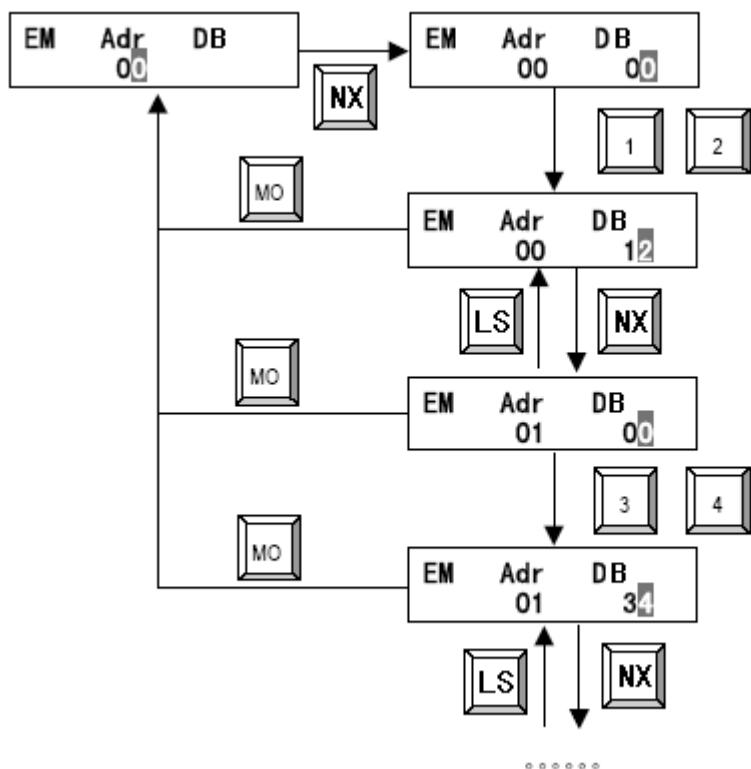 EM Adr DB
00
NX
EM Adr DB
00 00
1 2
MO
EM Adr DB
00 12
LS NX
MO
EM Adr DB
01 00
3 4
MO
EM Adr DB
01 34
LS NX